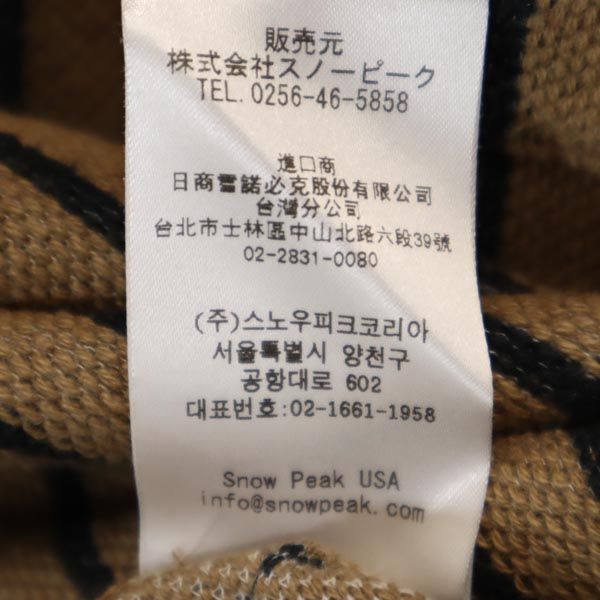 販売元
株式会社スノーピーク
TEL. 0256-46-5858
進口商
日商雪諾必克股份有限公司
台灣分公司
台北市士林區中山北路六段39號
02-2831-0080
(주)스노우피크코리아
서울특별시 양천구
공항대로 602
대표번호:02-1661-1958
Snow Peak USA
info@snowpeak.com